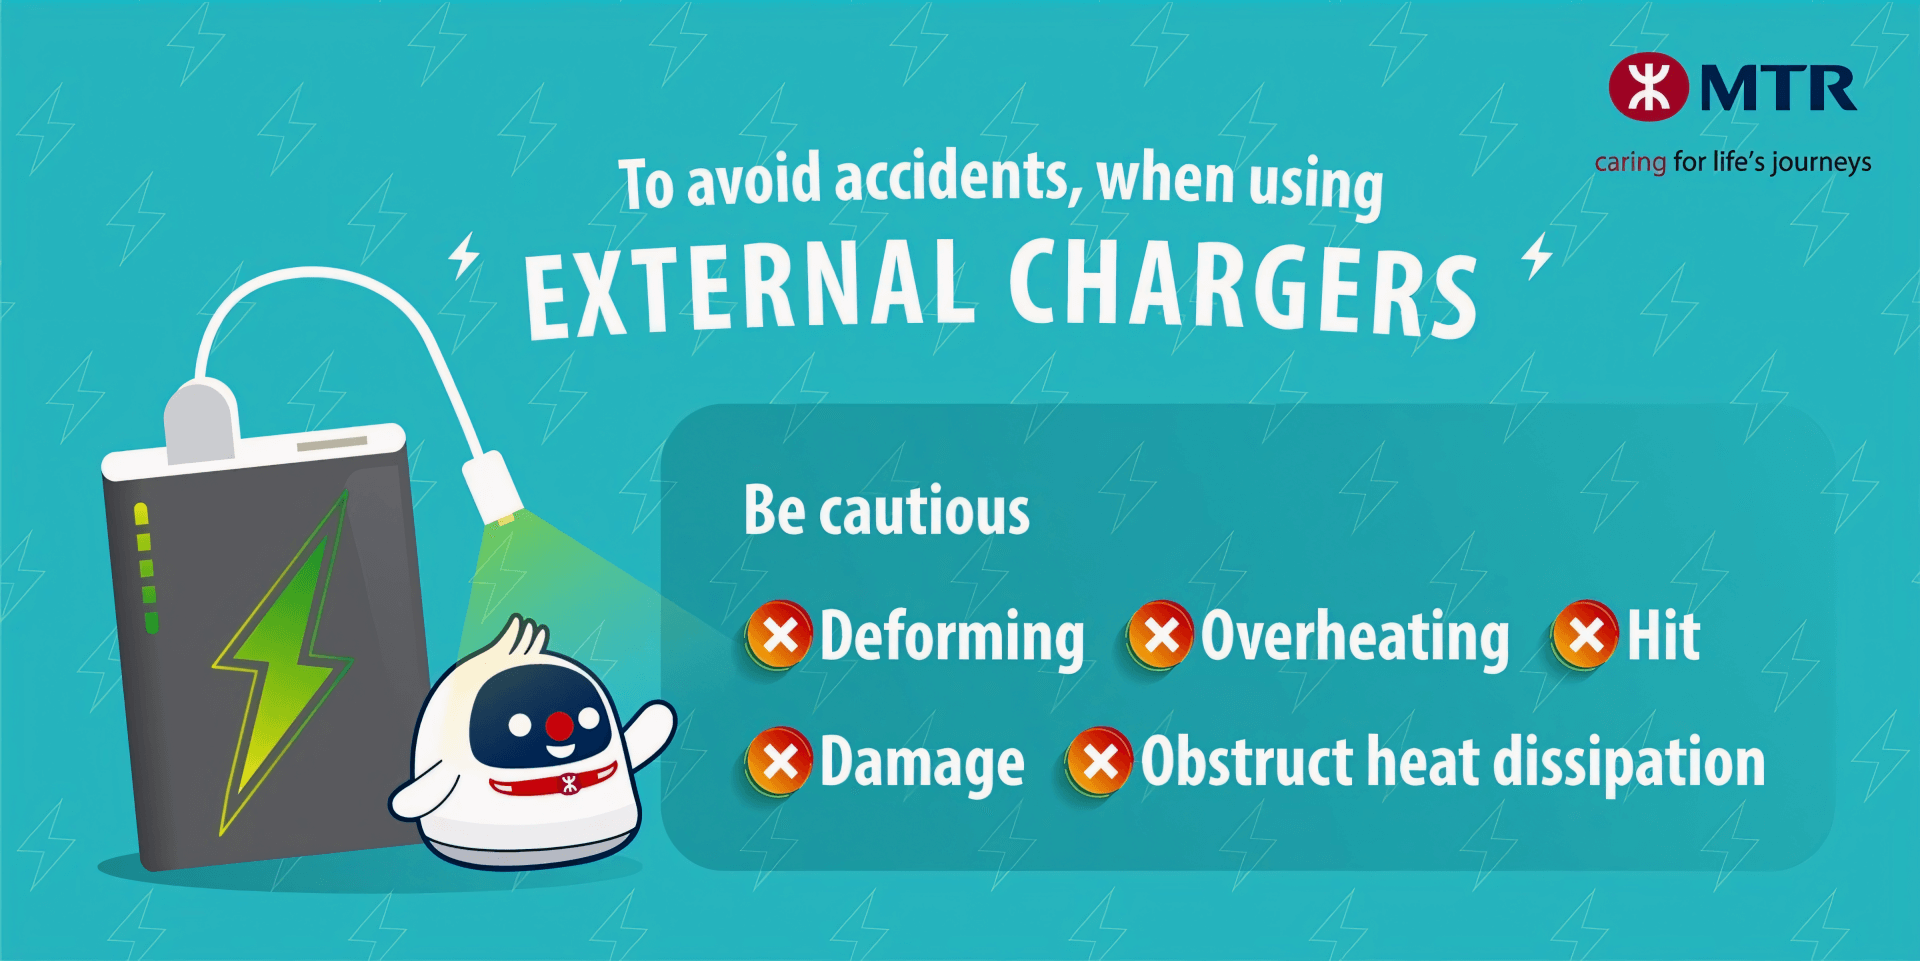 MTR
caring for life's journeys
To avoid accidents, when using
EXTERNAL CHARGERS
Be cautious
Deforming Overheating Hit
Damage Obstruct heat dissipation